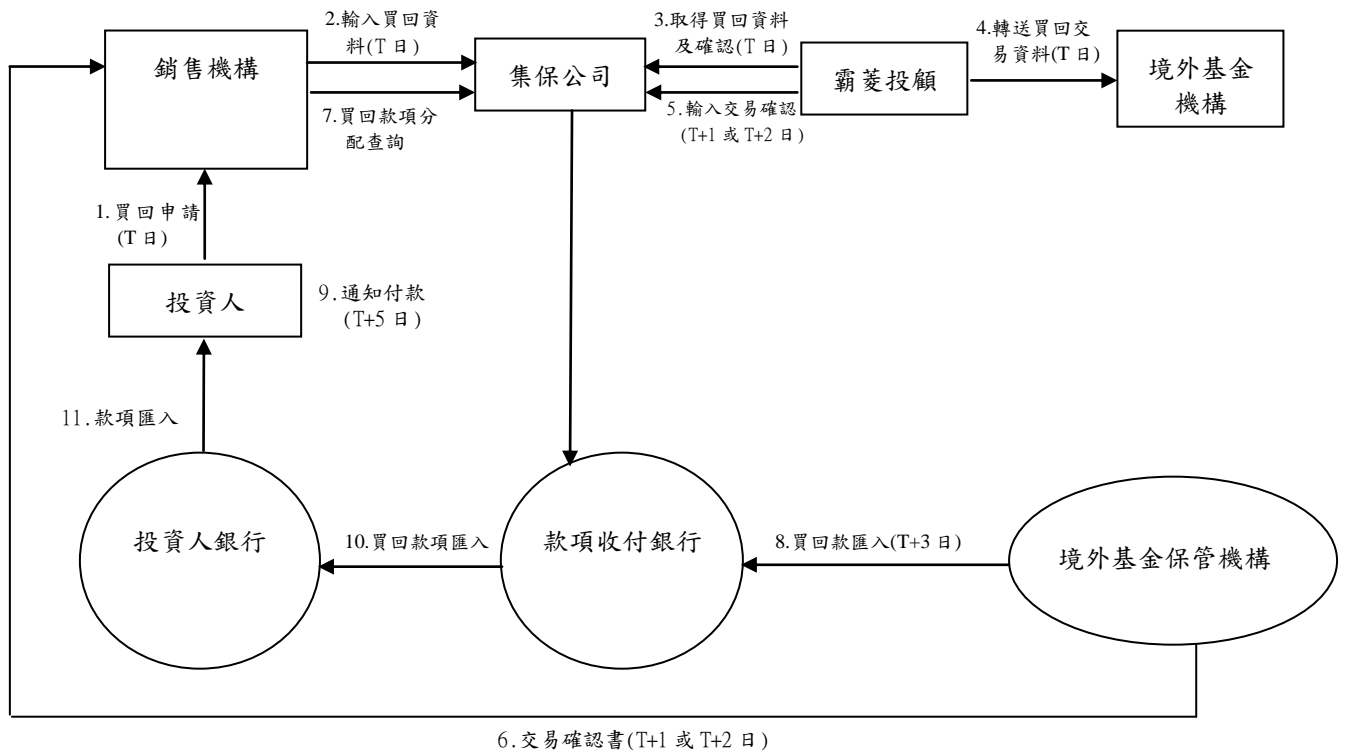 2.輸入買回資
料(T 日)
3.取得買回資料
及確認(T 日)
4.轉送買回交
易資料(T 日)
銷售機構
集保公司
霸菱投顧
境外基金
機構
7.買回款項分
配查詢
5.輸入交易確認
(T+1 或 T+2 日)
1.買回申請
(T 日)
投資人
9.通知付款
(T+5 日)
11.款項匯入
投資人銀行
10.買回款項匯入
款項收付銀行
8.買回款匯入(T+3 日)
境外基金保管機構
6.交易確認書(T+1 或 T+2 日)